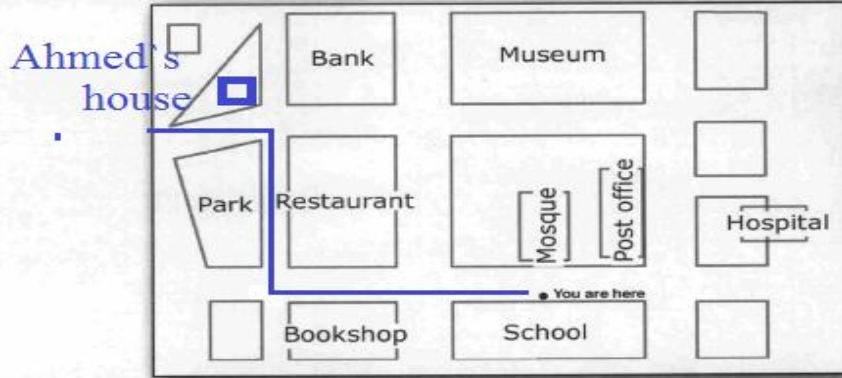 Ahmed`s
house
Bank
Museum
Park
Restaurant
Mosque
Post office
Hospital
You are here
Bookshop
School